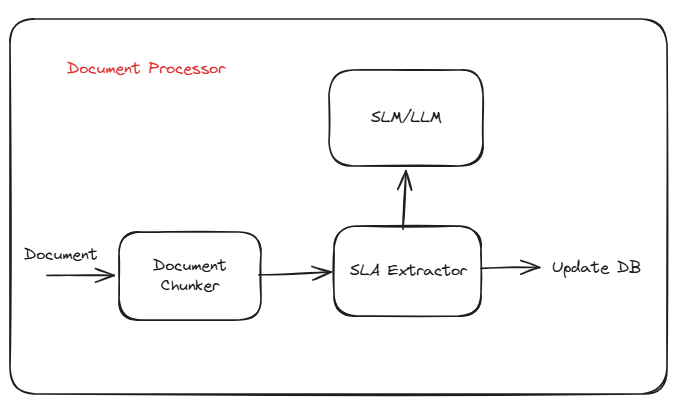 Document Processor
SLM/LLM
Document
Document
Chunker
SLA Extractor
Update DB